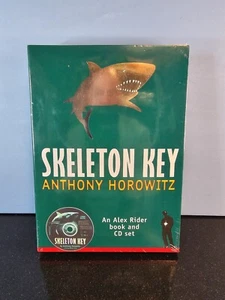 SKELETON KEY
ANTHONY HOROWITZ
An Alex Rider
book and
CD set
SKELETON KEY